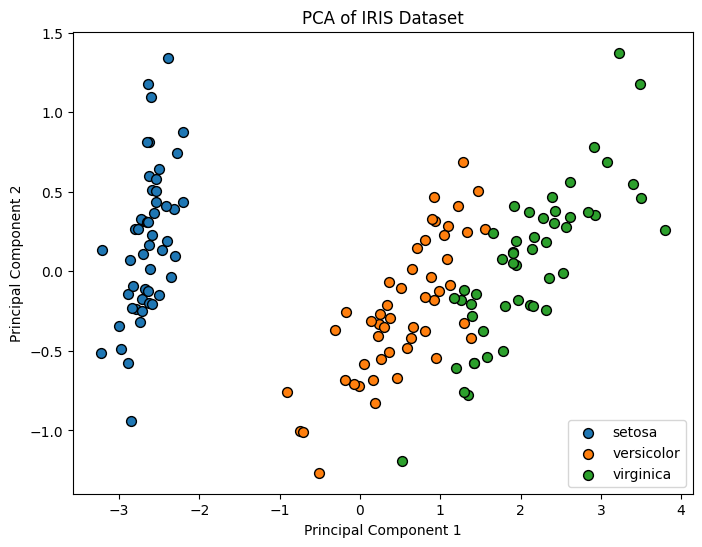 PCA of IRIS Dataset
1.5
1.0
0.5
0.0
−0.5
−1.0
Principal Component 2
setosa
versicolor
virginica
−3
−2
−1
0
1
2
3
4
Principal Component 1